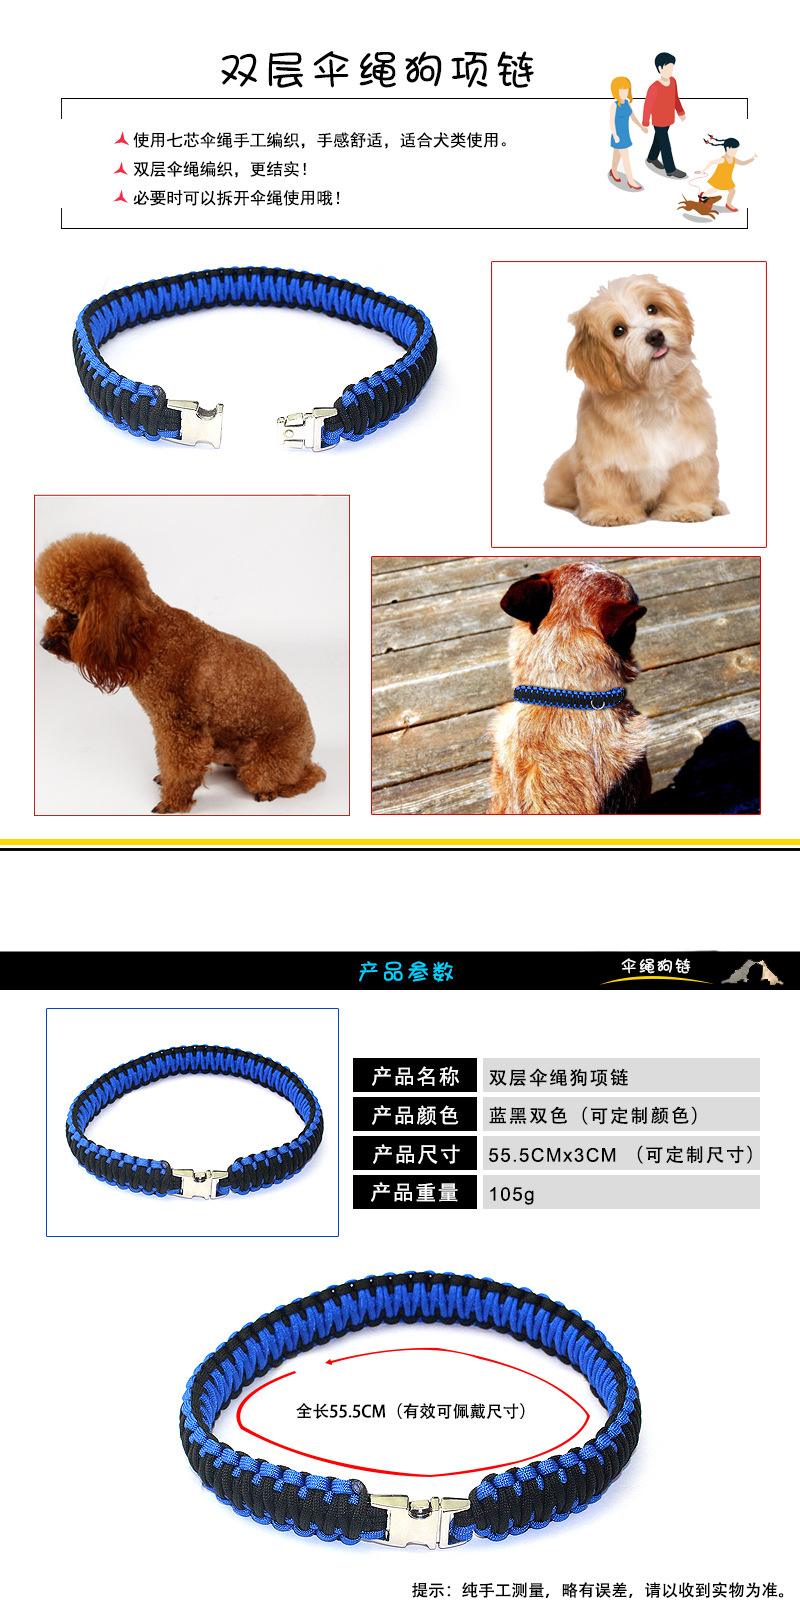 双层伞绳狗项链
使用七芯伞绳手工编织，手感舒适，适合犬类使用。
双层伞绳编织，更结实！
必要时可以拆开伞绳使用哦！
产品参数
伞绳狗链
产品名称 双层伞绳狗项链
产品颜色 蓝黑双色（可定制颜色）
产品尺寸 55.5CMx3CM （可定制尺寸）
产品重量 105g
全长55.5CM（有效可佩戴尺寸）
提示：纯手工测量，略有误差，请以收到实物为准。